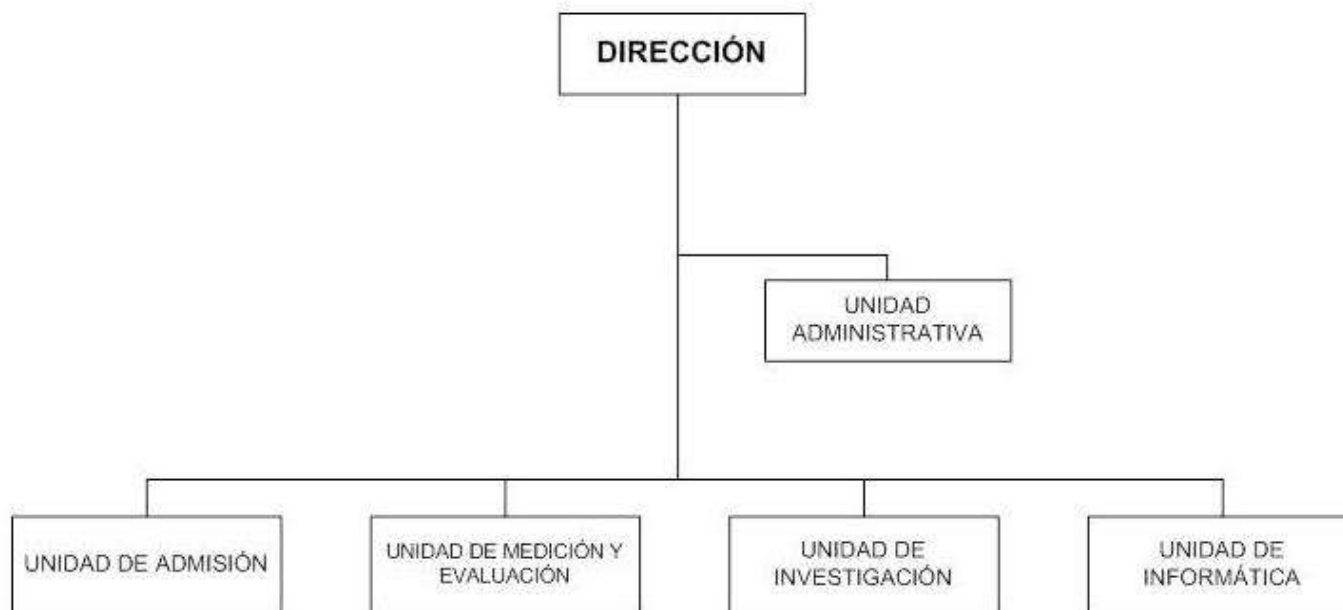 DIRECCIÓN
UNIDAD
ADMINISTRATIVA
UNIDAD DE ADMISIÓN
UNIDAD DE MEDICIÓN Y
EVALUACIÓN
UNIDAD DE
INVESTIGACIÓN
UNIDAD DE
INFORMÁTICA